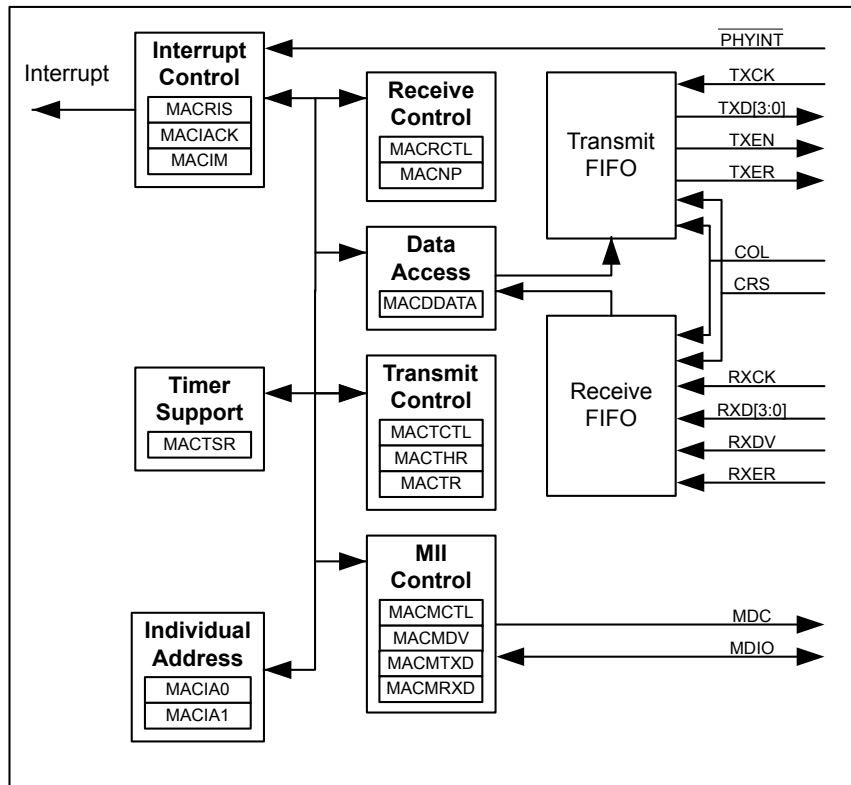 Interrupt
Interrupt
Control
MACRIS
MACIACK
MACIM
Receive
Control
MACRCTL
MACNP
Data
Access
MACDDATA
Timer
Support
MACTSR
Transmit
Control
MACTCTL
MACTHR
MACTR
Individual
Address
MACIA0
MACIA1
MII
Control
MACMCTL
MACMDV
MACMTXD
MACMRXD
Transmit
FIFO
Receive
FIFO
PHYINT
TXCK
TXD[3:0]
TXEN
TXER
COL
CRS
RXCK
RXD[3:0]
RXDV
RXER
MDC
MDIO